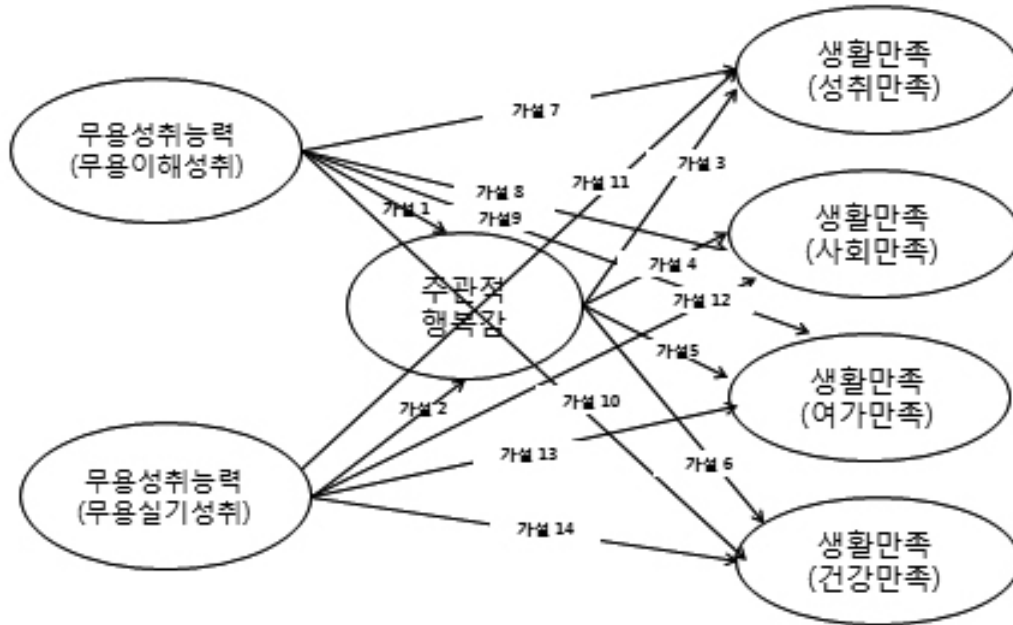 생활만족
(성취만족)
가설 7
무용성취능력
(무용이해성취)
가설 3
가설 11
가설 8
가설 1
가설9
생활만족
(사회만족)
가설 4
주관적
행복감
가설 12
가설5
생활만족
(여가만족)
가설 2
가설 10
가설 13
가설 6
무용성취능력
(무용실기성취)
가설 14
생활만족
(건강만족)